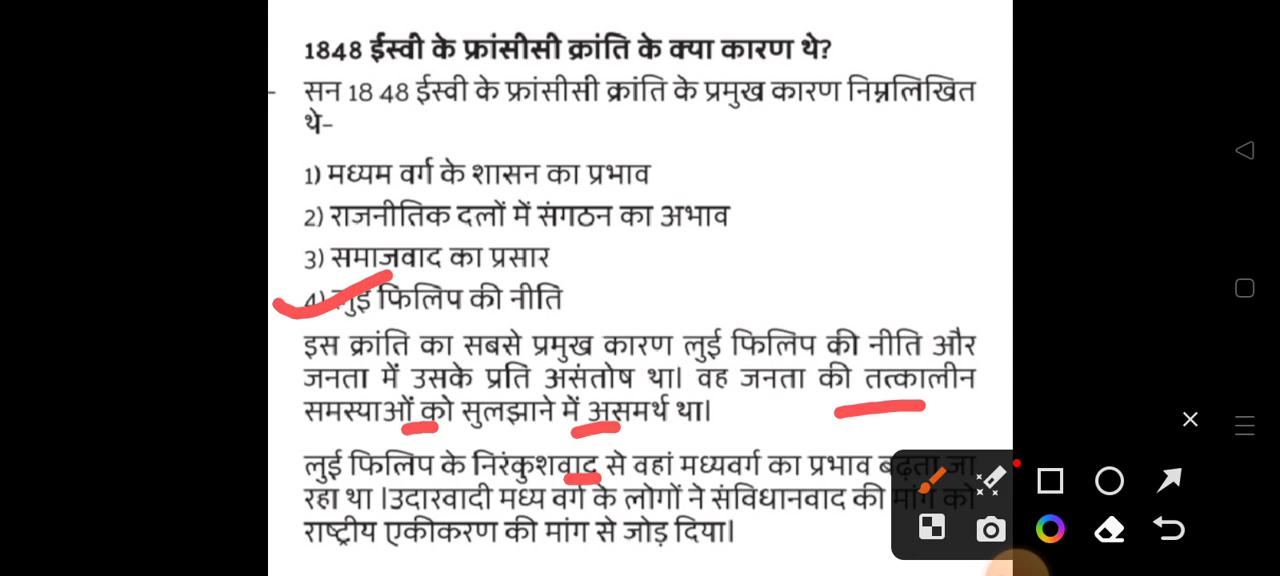 1848 ईस्वी के फ्रांसीसी क्रांति के क्या कारण थे?
- सन 18 48 ईस्वी के फ्रांसीसी क्रांति के प्रमुख कारण निम्नलिखित
थे-
1) मध्यम वर्ग के शासन का प्रभाव
2) राजनीतिक दलों में संगठन का अभाव
3) समाजवाद का प्रसार
4) लुई फिलिप की नीति
इस क्रांति का सबसे प्रमुख कारण लुई फिलिप की नीति और
जनता में उसके प्रति असंतोष था। वह जनता की तत्कालीन
समस्याओं को सुलझाने में असमर्थ था।
लुई फिलिप के निरंकुशवाद से वहां मध्यवर्ग का प्रभाव बढ़ता जा
रहा था।उदारवादी मध्य वर्ग के लोगों ने संविधानवाद की मांग को
राष्ट्रीय एकीकरण की मांग से जोड़ दिया।